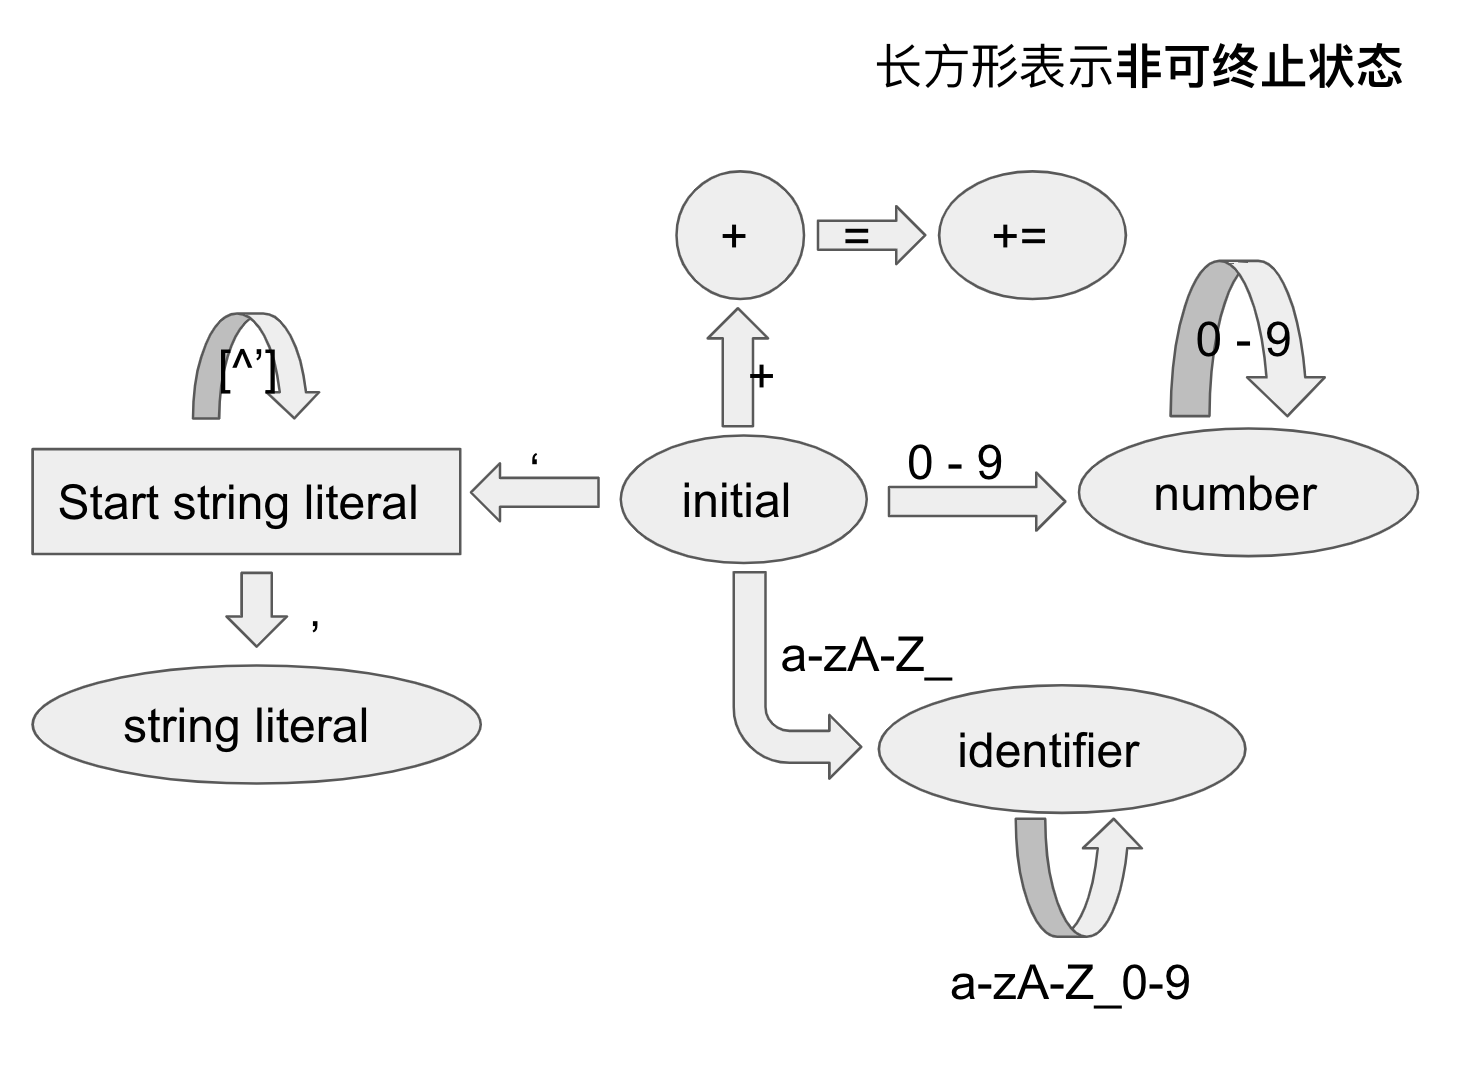 长方形表示非可终止状态
+
=
+=
0 - 9
[^’]
+
‘
0 - 9
Start string literal
initial
number
’
a-zA-Z_
string literal
identifier
a-zA-Z_0-9